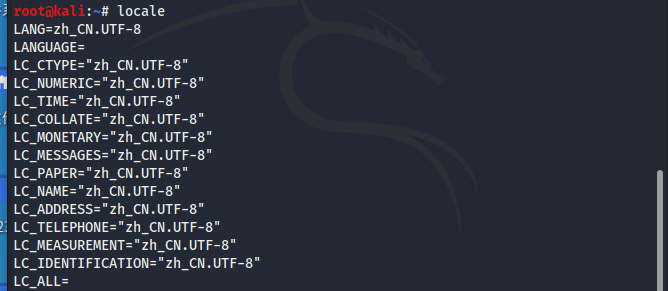 root@kali:~# locale
LANG=zh_CN.UTF-8
LANGUAGE=
LC_CTYPE="zh_CN.UTF-8"
LC_NUMERIC="zh_CN.UTF-8"
LC_TIME="zh_CN.UTF-8"
LC_COLLATE="zh_CN.UTF-8"
LC_MONETARY="zh_CN.UTF-8"
LC_MESSAGES="zh_CN.UTF-8"
LC_PAPER="zh_CN.UTF-8"
LC_NAME="zh_CN.UTF-8"
LC_ADDRESS="zh_CN.UTF-8"
LC_TELEPHONE="zh_CN.UTF-8"
LC_MEASUREMENT="zh_CN.UTF-8"
LC_IDENTIFICATION="zh_CN.UTF-8"
LC_ALL=